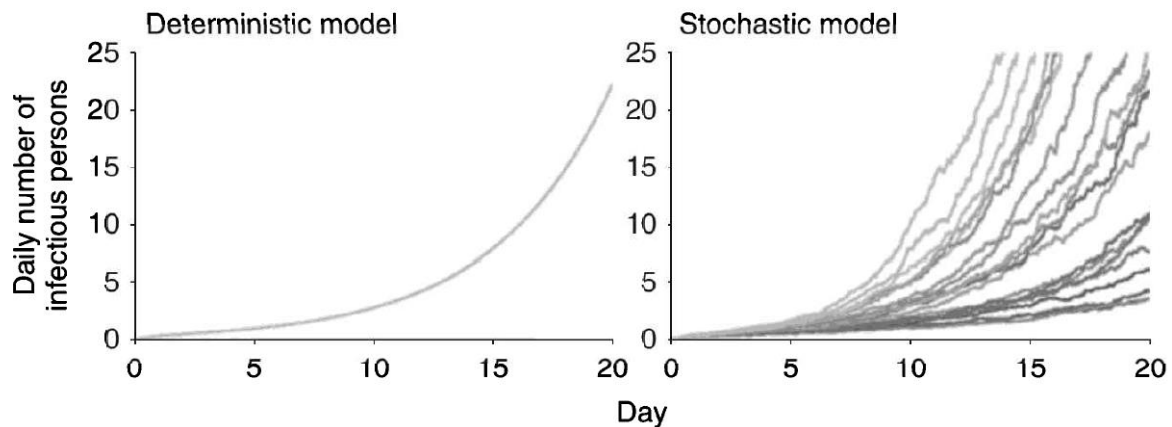 Deterministic model
Stochastic model
Daily number of
infectious persons
25
20
15
10
5
0
0 5 10 15 20
25
20
15
10
5
0
0 5 10 15 20
Day